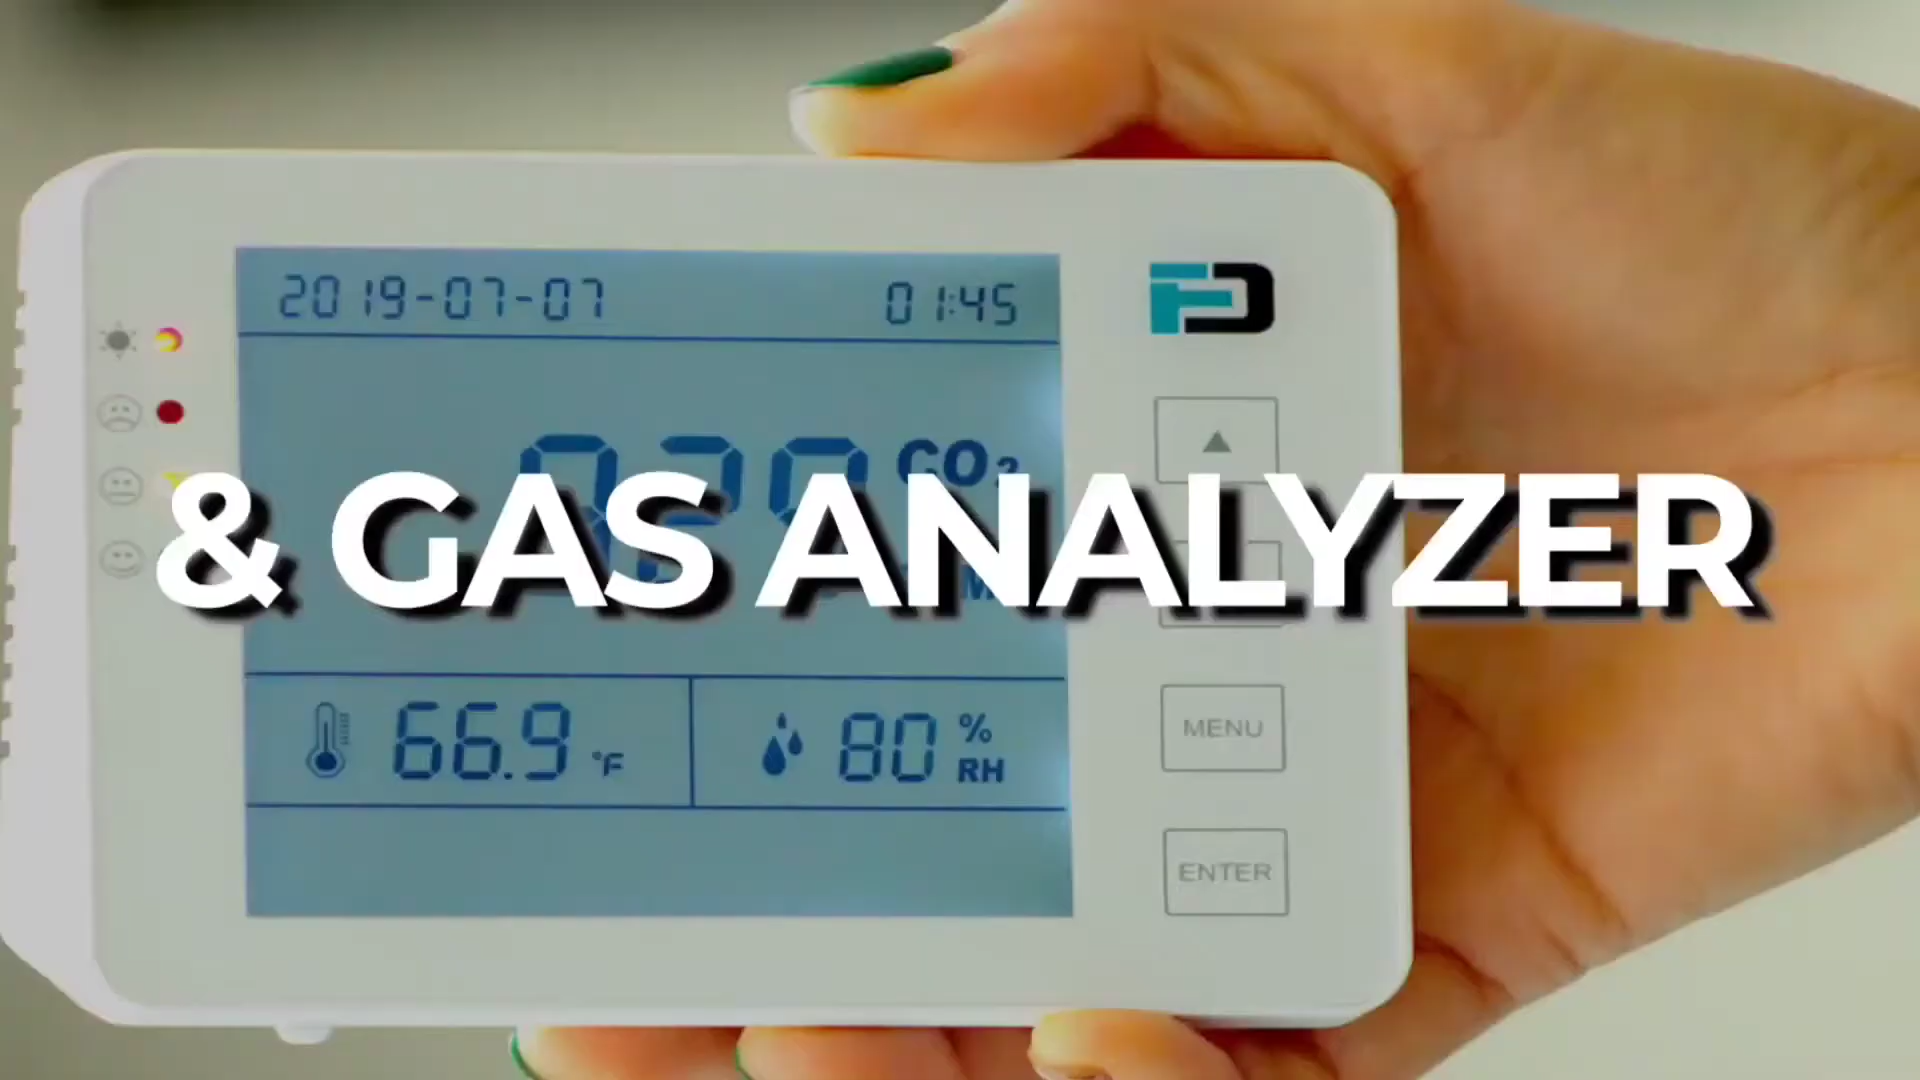 2019-07-07 01:45
CO₂
& GAS ANALYZER
66.9 °F
80 % RH
MENU
ENTER